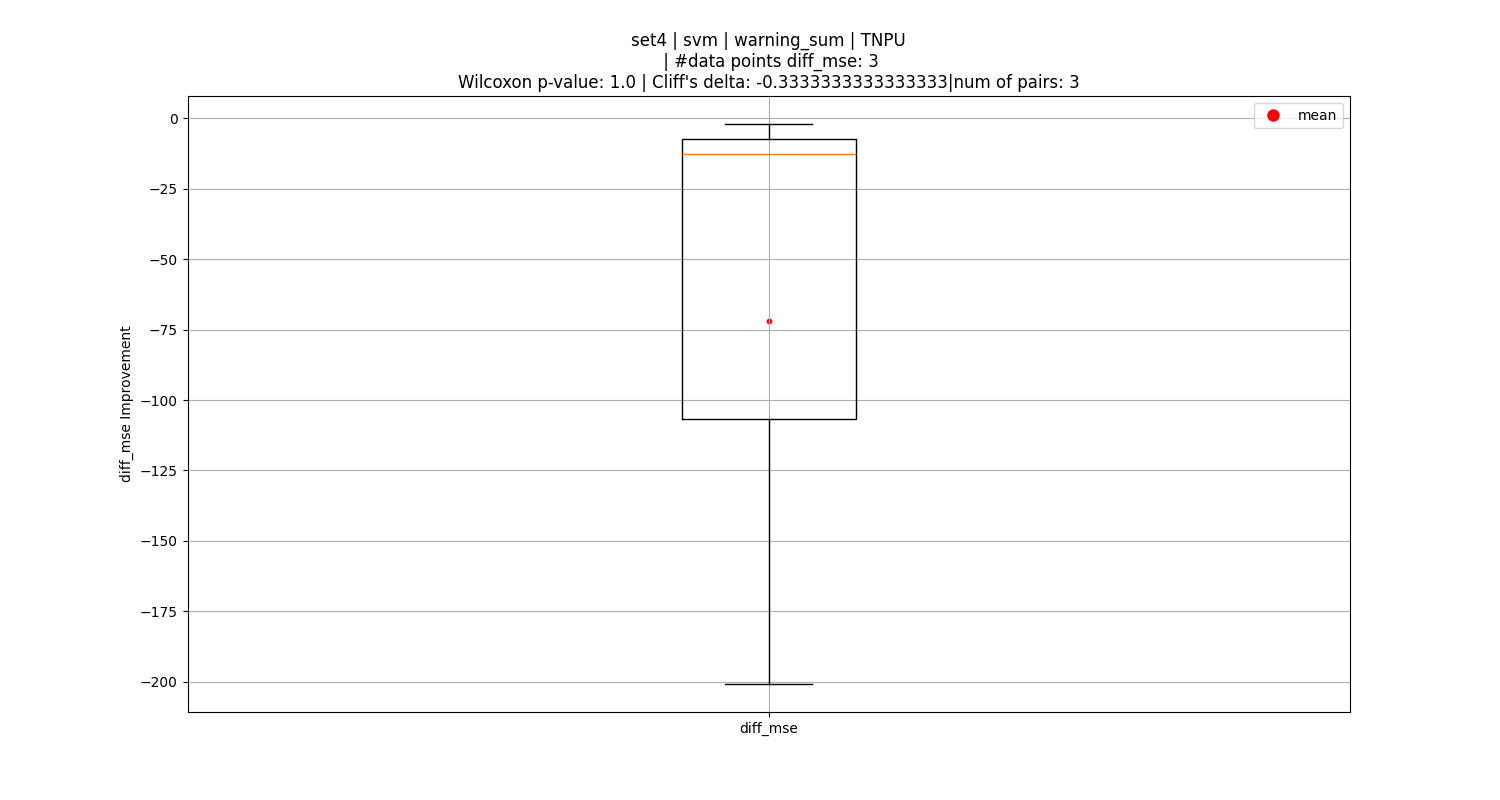 set4 | svm | warning_sum | TNPU
| #data points diff_mse: 3
Wilcoxon p-value: 1.0 | Cliff's delta: -0.3333333333333333|num of pairs: 3
mean
0
−25
−50
−75
−100
−125
−150
−175
−200
diff_mse Improvement
diff_mse